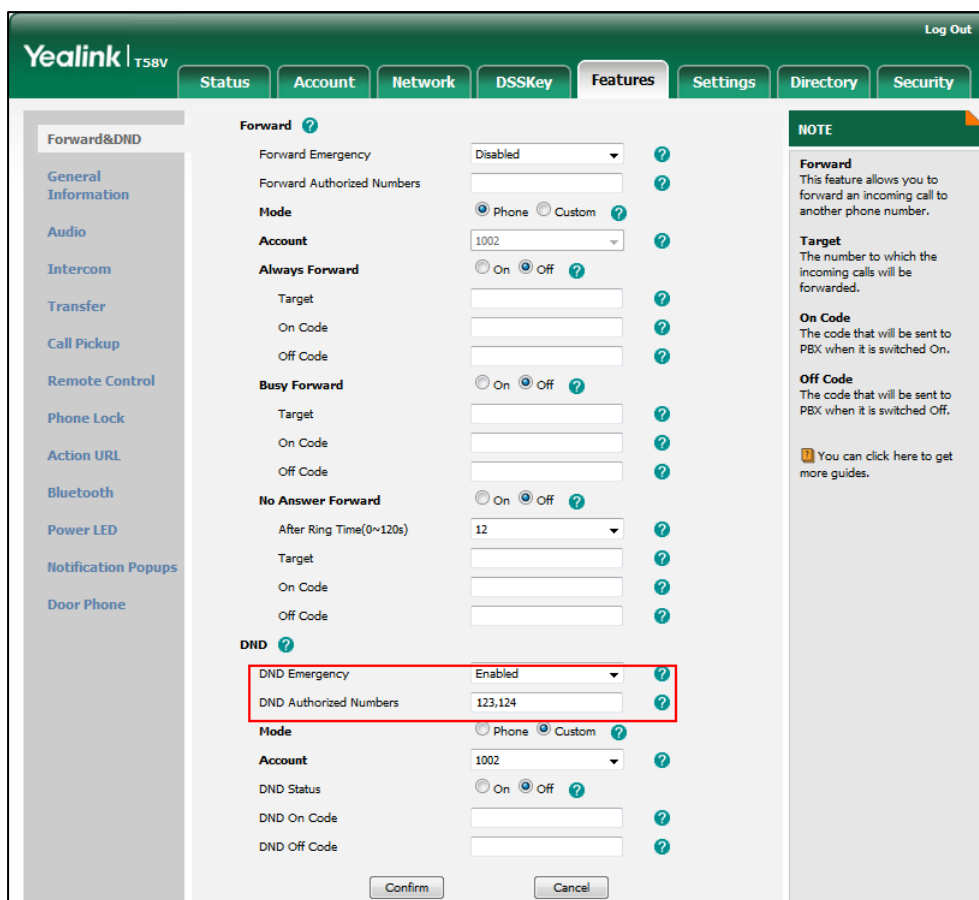 Log Out
Yealink | T58V
Status Account Network DSSKey Features Settings Directory Security
Forward&DND
General
Information
Audio
Intercom
Transfer
Call Pickup
Remote Control
Phone Lock
Action URL
Bluetooth
Power LED
Notification Popups
Door Phone
Forward ?
Forward Emergency Disabled ?
Forward Authorized Numbers ?
Mode Phone Custom ?
Account 1002 ?
Always Forward On Off ?
Target ?
On Code ?
Off Code ?
Busy Forward On Off ?
Target ?
On Code ?
Off Code ?
No Answer Forward On Off ?
After Ring Time(0~120s) 12 ?
Target ?
On Code ?
Off Code ?
DND ?
DND Emergency Enabled ?
DND Authorized Numbers 123,124 ?
Mode Phone Custom ?
Account 1002 ?
DND Status On Off ?
DND On Code ?
DND Off Code ?
Confirm Cancel
NOTE
Forward
This feature allows you to
forward an incoming call to
another phone number.
Target
The number to which the
incoming calls will be
forwarded.
On Code
The code that will be sent to
PBX when it is switched On.
Off Code
The code that will be sent to
PBX when it is switched Off.
? You can click here to get
more guides.